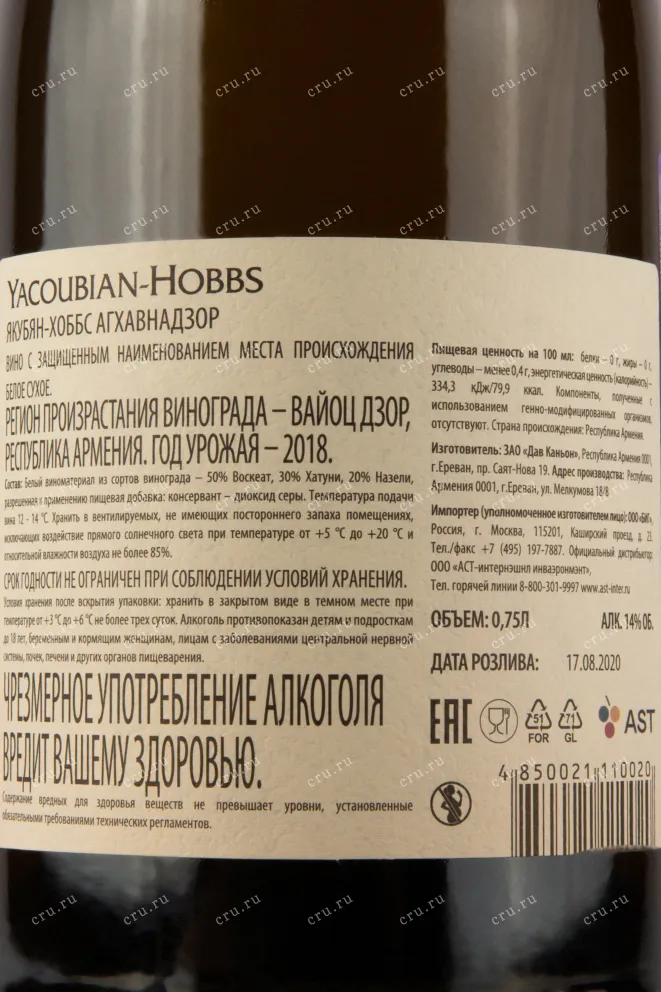 YACOUBIAN-HOBBS
ЯКУБЯН-ХОББС АГХАВНАДЗОР
ВИНО С ЗАЩИЩЕННЫМ НАИМЕНОВАНИЕМ МЕСТА ПРОИСХОЖДЕНИЯ
БЕЛОЕ СУХОЕ.
РЕГИОН ПРОИЗРАСТАНИЯ ВИНОГРАДА – ВАЙОЦ ДЗОР,
РЕСПУБЛИКА АРМЕНИЯ. ГОД УРОЖАЯ – 2018.
Состав: Белый виноматериал из сортов винограда – 50% Воскеат, 30% Хатуни, 20% Назели,
разрешенная к применению пищевая добавка: консервант – диоксид серы. Температура подачи
вина 12 - 14 °C. Хранить в вентилируемых, не имеющих постороннего запаха помещениях,
исключающих воздействие прямого солнечного света при температуре от +5 °C до +20 °C и
относительной влажности воздуха не более 85%.
СРОК ГОДНОСТИ НЕ ОГРАНИЧЕН ПРИ СОБЛЮДЕНИИ УСЛОВИЙ ХРАНЕНИЯ.
Условия хранения после вскрытия упаковки: хранить в закрытом виде в темном месте при
температуре от +3 °C до +6 °C не более трех суток. Алкоголь противопоказан детям и подросткам
до 18 лет, беременным и кормящим женщинам, лицам с заболеваниями центральной нервной
системы, почек, печени и других органов пищеварения.
ЧРЕЗМЕРНОЕ УПОТРЕБЛЕНИЕ АЛКОГОЛЯ
ВРЕДИТ ВАШЕМУ ЗДОРОВЬЮ.
Содержание вредных для здоровья веществ не превышает уровни, установленные
обязательными требованиями технических регламентов.
Пищевая ценность на 100 мл: белки – 0 г, жиры – 0 г,
углеводы – менее 0,4 г, энергетическая ценность (калорийность) –
334,3 кДж/79,9 ккал. Компоненты, полученные с
использованием генно-модифицированных организмов,
отсутствуют. Страна происхождения: Республика Армения.
Изготовитель: ЗАО «Дав Каньон», Республика Армения 0001,
г.Ереван, пр. Саят-Нова 19. Адрес производства: Республика
Армения 0001, г.Ереван, ул. Мелкумова 18/8
Импортер (уполномоченное изготовителем лицо): ООО «БИГ»,
Россия, г. Москва, 115201, Каширский проезд, д. 23.
Тел./факс +7 (495) 197-7887. Официальный дистрибьютор:
ООО «АСТ-интернэшнл инваэронмэнт».
Тел. горячей линии 8-800-301-9997 www.ast-inter.ru
ОБЪЕМ: 0,75Л АЛК. 14% ОБ.
ДАТА РОЗЛИВА: 17.08.2020
EAC 51 FOR 71 GL AST
4 850021 110020